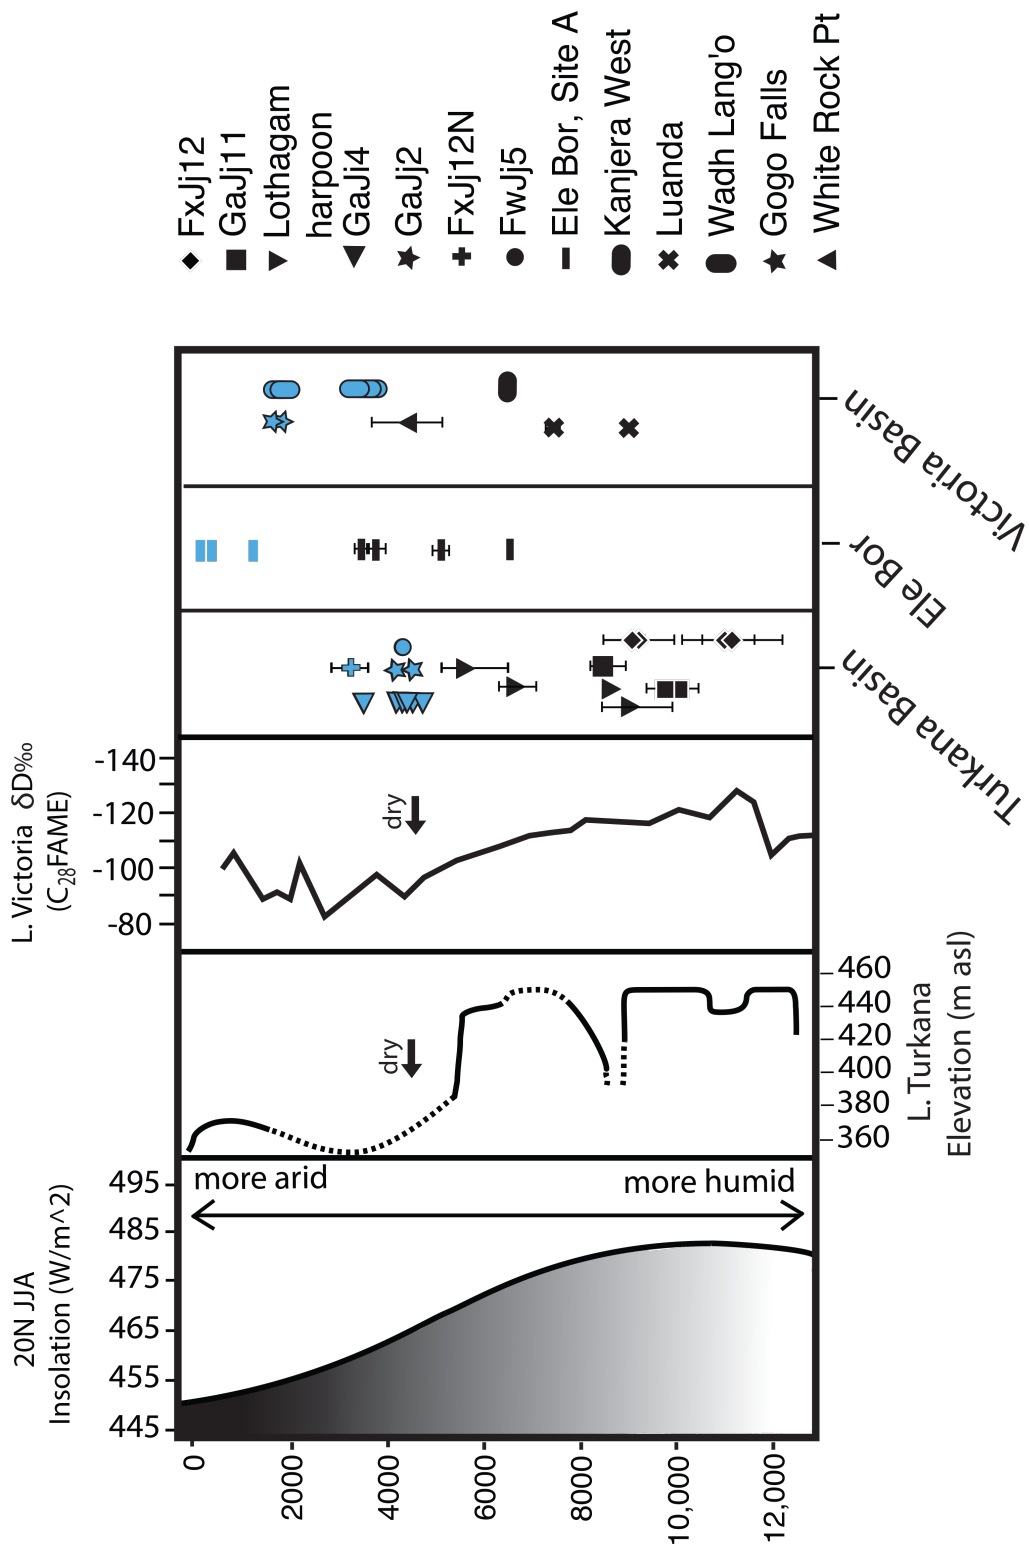 FxJj12
GaJj11
Lothagam
harpoon
GaJi4
GaJj2
FxJj12N
FwJj5
Ele Bor, Site A
Kanjera West
Luanda
Wadh Lang'o
Gogo Falls
White Rock Pt
Victoria Basin
Ele Bor
Turkana Basin
L. Victoria δD‰
(C₂₈FAME)
-140
-120
-100
-80
dry
dry
460
440
420
400
380
360
L. Turkana
Elevation (m asl)
more arid
more humid
20N JJA
Insolation (W/m^2)
495
485
475
465
455
445
0
2000
4000
6000
8000
10,000
12,000